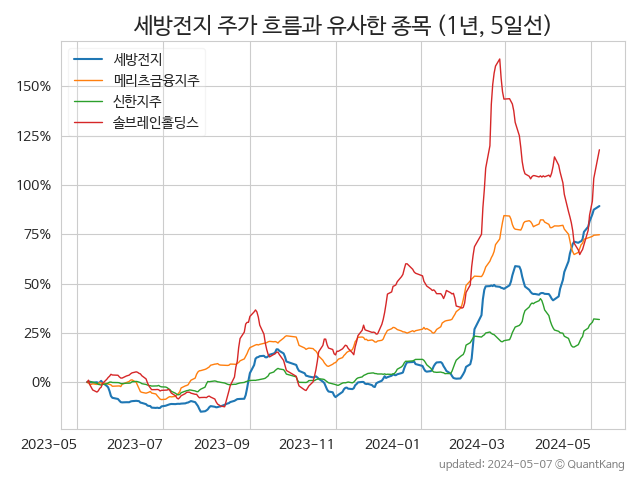 세방전지 주가 흐름과 유사한 종목 (1년, 5일선)
세방전지
메리츠금융지주
신한지주
솔브레인홀딩스
150%
125%
100%
75%
50%
25%
0%
2023-05 2023-07 2023-09 2023-11 2024-01 2024-03 2024-05
updated: 2024-05-07 © QuantKang